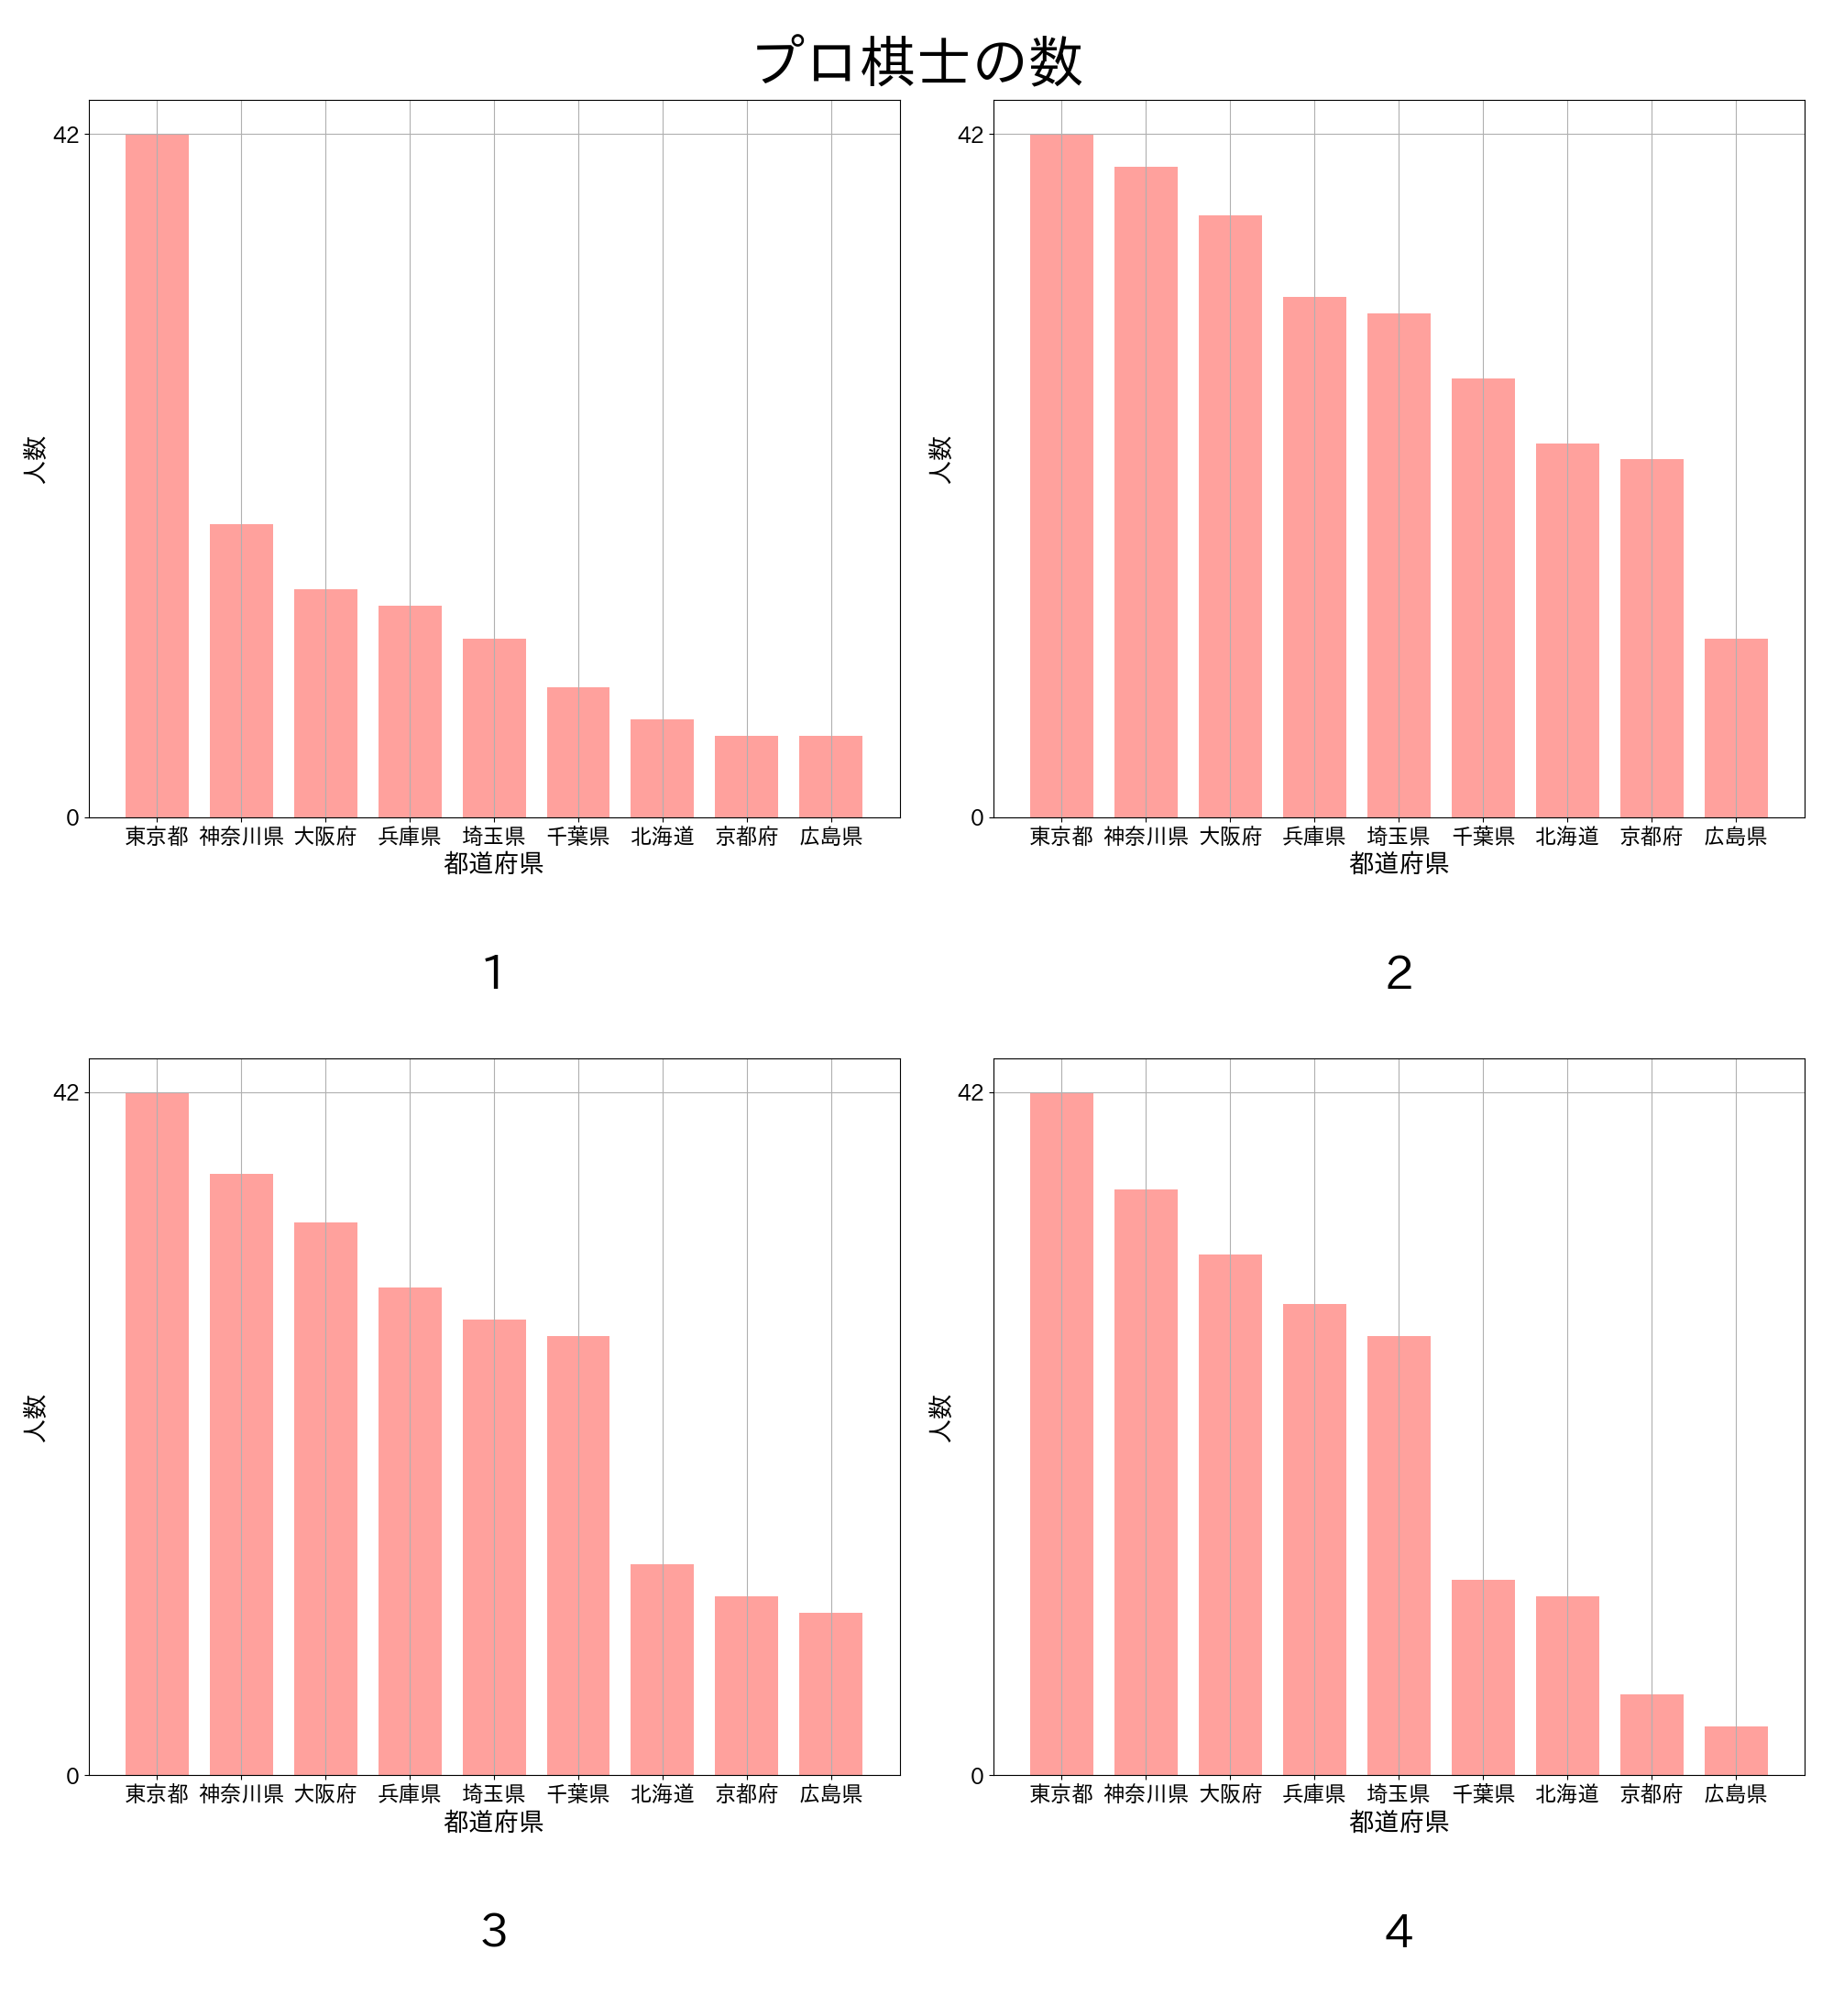 プロ棋士の数
42
0
人数
東京都 神奈川県 大阪府 兵庫県 埼玉県 千葉県 北海道 京都府 広島県
都道府県
1
42
0
人数
東京都 神奈川県 大阪府 兵庫県 埼玉県 千葉県 北海道 京都府 広島県
都道府県
2
42
0
人数
東京都 神奈川県 大阪府 兵庫県 埼玉県 千葉県 北海道 京都府 広島県
都道府県
3
42
0
人数
東京都 神奈川県 大阪府 兵庫県 埼玉県 千葉県 北海道 京都府 広島県
都道府県
4